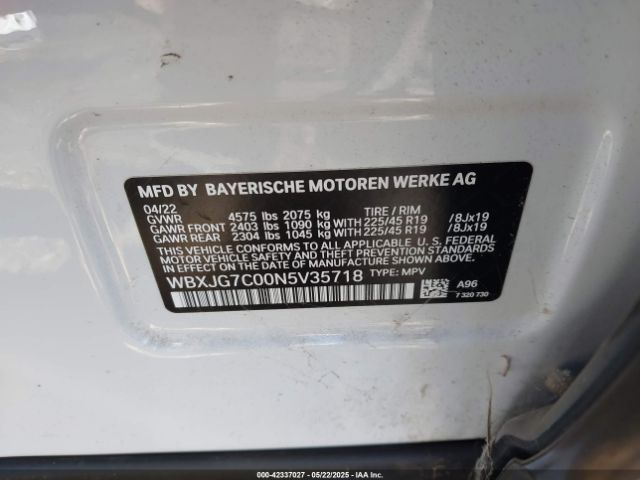 MFD BY BAYERISCHE MOTOREN WERKE AG
04/22
GVWR 4575 lbs 2075 kg TIRE / RIM
GAWR FRONT 2403 lbs 1090 kg WITH 225/45 R19 /8Jx19
GAWR REAR 2304 lbs 1045 kg WITH 225/45 R19 /8Jx19
THIS VEHICLE CONFORMS TO ALL APPLICABLE U.S. FEDERAL
MOTOR VEHICLE SAFETY, BUMPER, AND THEFT PREVENTION STANDARDS
IN EFFECT ON THE DATE OF MANUFACTURE SHOWN ABOVE.
WBXJG7C00N5V35718 TYPE: MPV
A96
7 320 730
000-42337027 - 05/22/2025 - IAA, Inc.